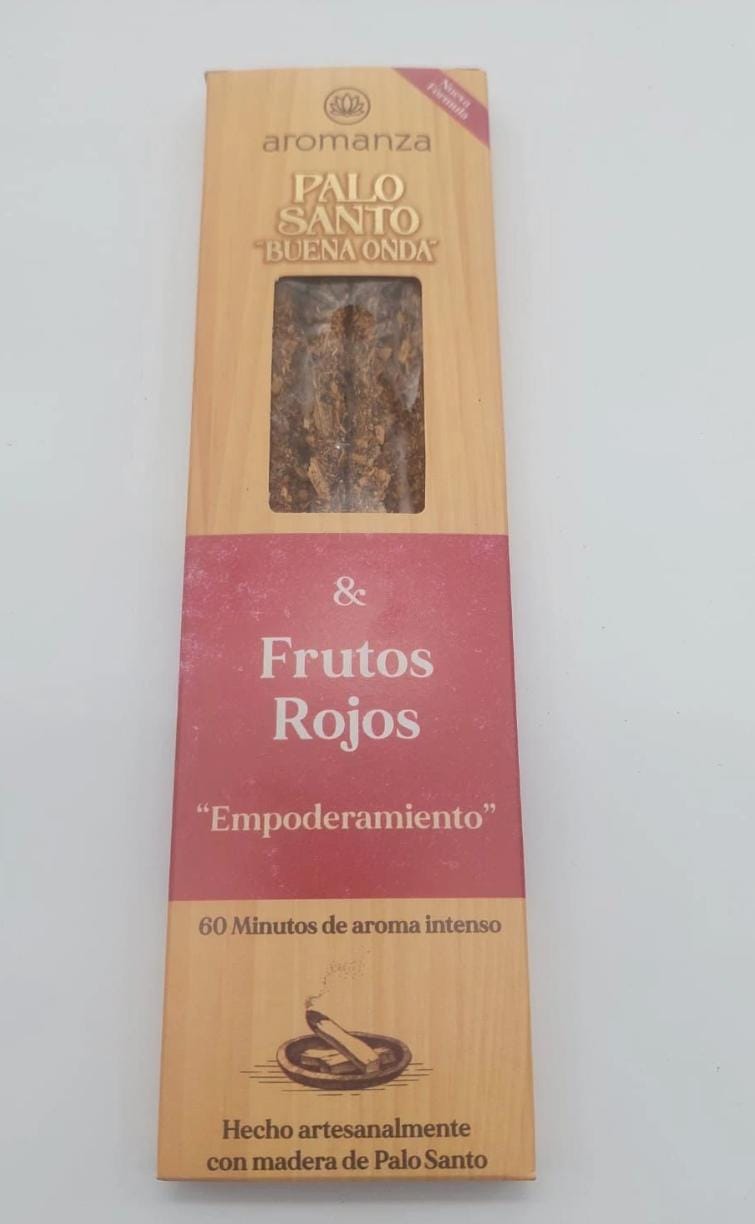 Nueva
Fórmula
aromanza
PALO
SANTO
"BUENA ONDA"
&
Frutos
Rojos
“Empoderamiento”
60 Minutos de aroma intenso
Hecho artesanalmente
con madera de Palo Santo